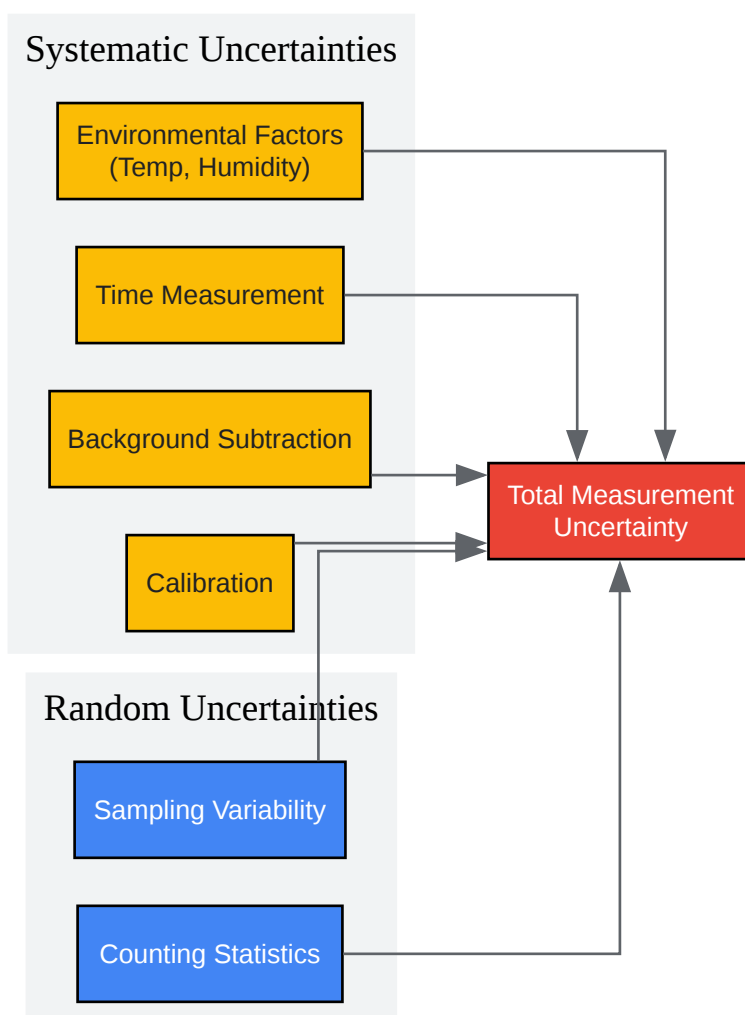 Systematic Uncertainties
Environmental Factors
(Temp, Humidity)
Time Measurement
Background Subtraction
Total Measurement
Uncertainty
Calibration
Random Uncertainties
Sampling Variability
Counting Statistics